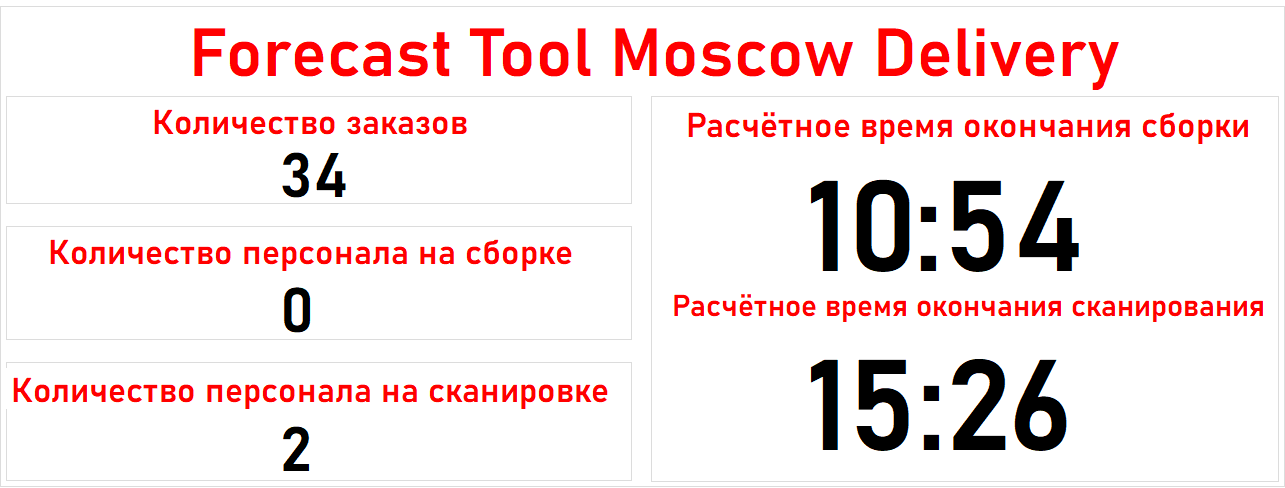 Forecast Tool Moscow Delivery
Количество заказов
34
Количество персонала на сборке
0
Количество персонала на сканировке
2
Расчётное время окончания сборки
10:54
Расчётное время окончания сканирования
15:26